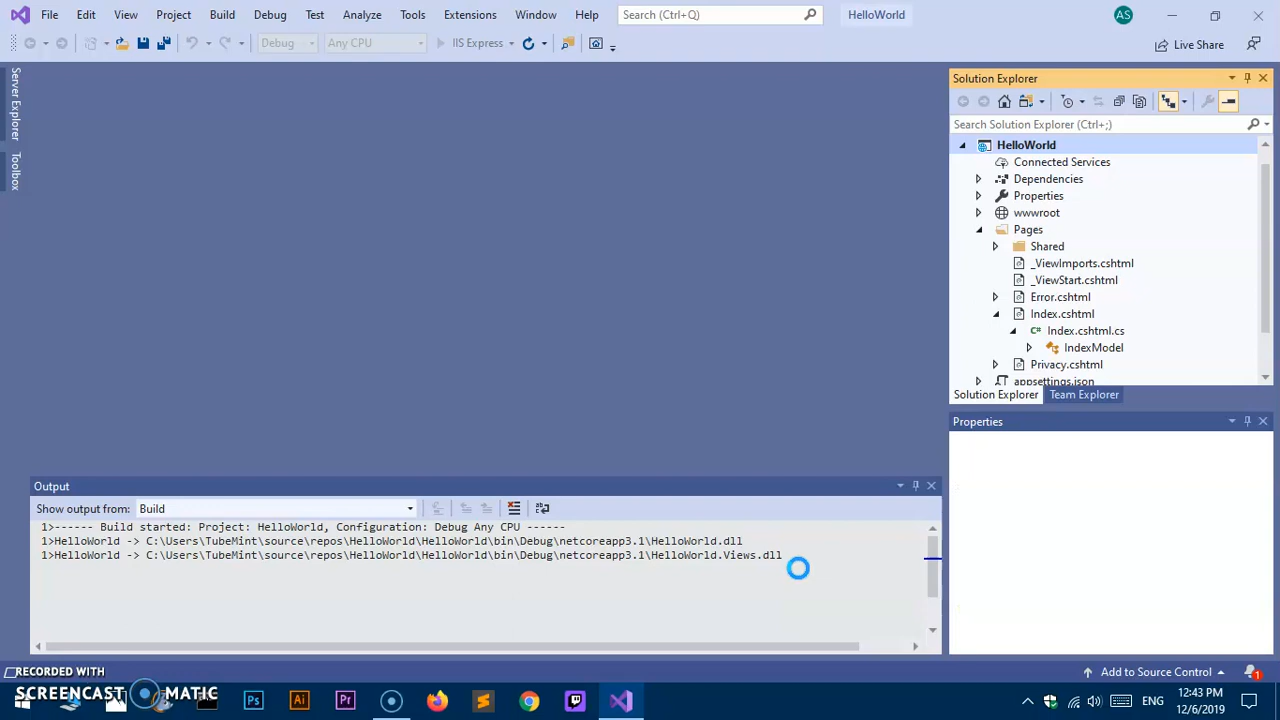 File Edit View Project Build Debug Test Analyze Tools Extensions Window Help Search (Ctrl+Q) HelloWorld AS
Debug Any CPU IIS Express Live Share
Server Explorer
Toolbox
Solution Explorer
Search Solution Explorer (Ctrl+;)
HelloWorld
Connected Services
Dependencies
Properties
wwwroot
Pages
Shared
_ViewImports.cshtml
_ViewStart.cshtml
Error.cshtml
Index.cshtml
C# Index.cshtml.cs
IndexModel
Privacy.cshtml
appsettings.json
Solution Explorer Team Explorer
Properties
Output
Show output from: Build
1>------ Build started: Project: HelloWorld, Configuration: Debug Any CPU ------
1>HelloWorld -> C:\Users\TubeMint\source\repos\HelloWorld\HelloWorld\bin\Debug\netcoreapp3.1\HelloWorld.dll
1>HelloWorld -> C:\Users\TubeMint\source\repos\HelloWorld\HelloWorld\bin\Debug\netcoreapp3.1\HelloWorld.Views.dll
Add to Source Control 1
RECORDED WITH
SCREENCAST MATIC
Ps Ai Pr ENG 12:43 PM
12/6/2019